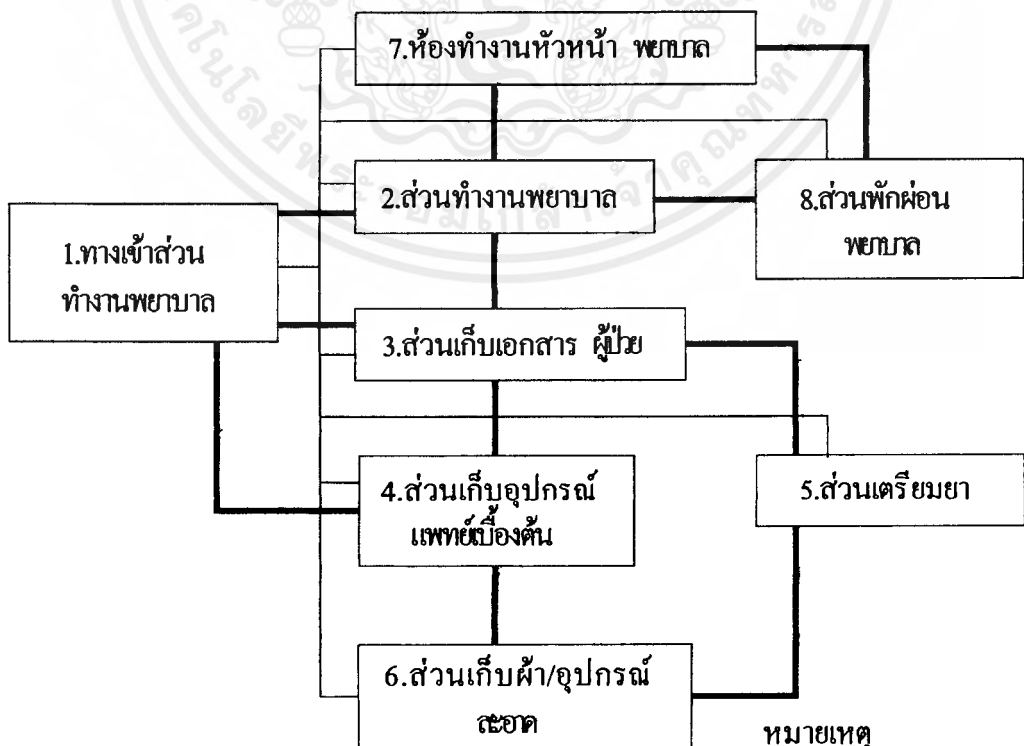 7.ห้องทำงานหัวหน้า พยาบาล
2.ส่วนทำงานพยาบาล
8.ส่วนพักผ่อน
พยาบาล
1.ทางเข้าส่วน
ทำงานพยาบาล
3.ส่วนเก็บเอกสาร ผู้ป่วย
4.ส่วนเก็บอุปกรณ์
แพทย์เบื้องต้น
5.ส่วนเตรียมยา
6.ส่วนเก็บผ้า/อุปกรณ์
สะอาด
หมายเหตุ